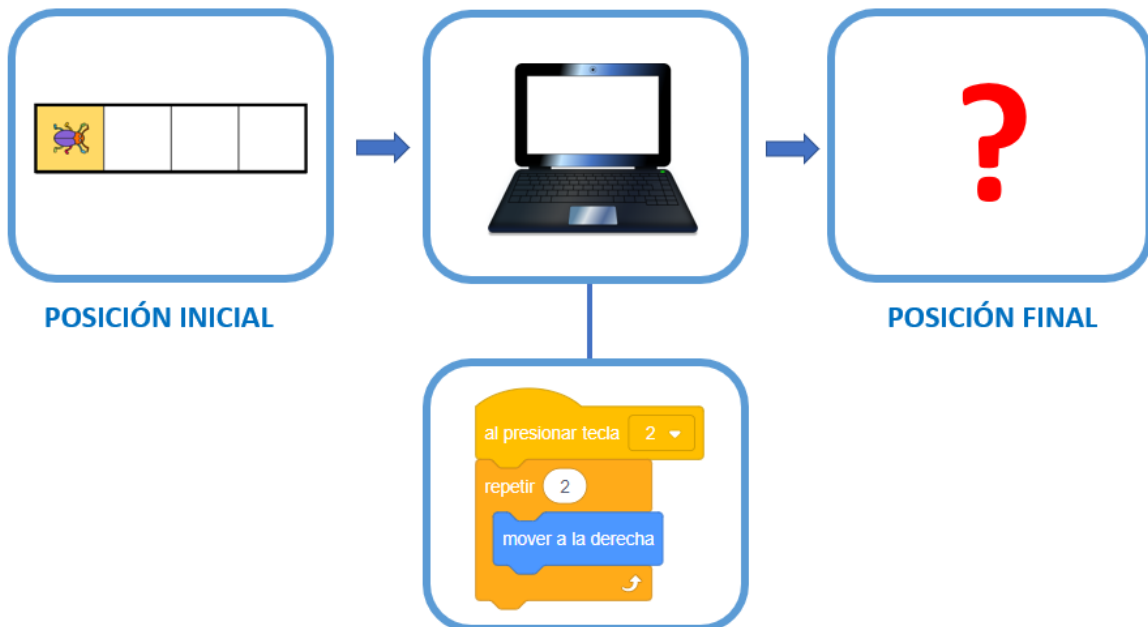 ?
POSICIÓN INICIAL
POSICIÓN FINAL
al presionar tecla 2
repetir 2
mover a la derecha